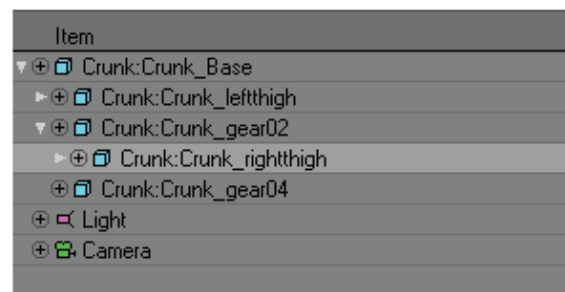 Item
Crunk:Crunk_Base
Crunk:Crunk_leftthigh
Crunk:Crunk_gear02
Crunk:Crunk_rightthigh
Crunk:Crunk_gear04
Light
Camera